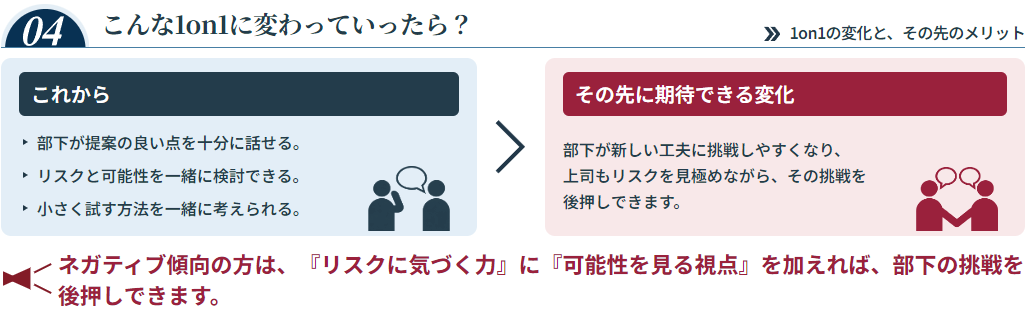 04 こんな1on1に変わっていったら？
1on1の変化と、その先のメリット
これから
部下が提案の良い点を十分に話せる。
リスクと可能性を一緒に検討できる。
小さく試す方法を一緒に考えられる。
その先に期待できる変化
部下が新しい工夫に挑戦しやすくなり、
上司もリスクを見極めながら、その挑戦を
後押しできます。
ネガティブ傾向の方は、『リスクに気づく力』に『可能性を見る視点』を加えれば、部下の挑戦を
後押しできます。